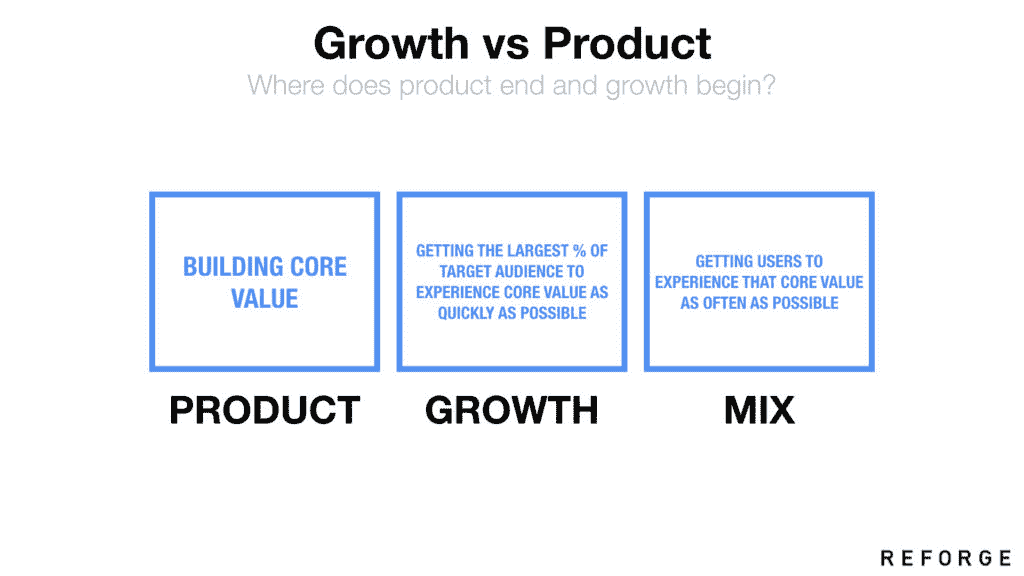 Growth vs Product
Where does product end and growth begin?
BUILDING CORE
VALUE
GETTING THE LARGEST % OF
TARGET AUDIENCE TO
EXPERIENCE CORE VALUE AS
QUICKLY AS POSSIBLE
GETTING USERS TO
EXPERIENCE THAT CORE VALUE
AS OFTEN AS POSSIBLE
PRODUCT
GROWTH
MIX
REFORGE